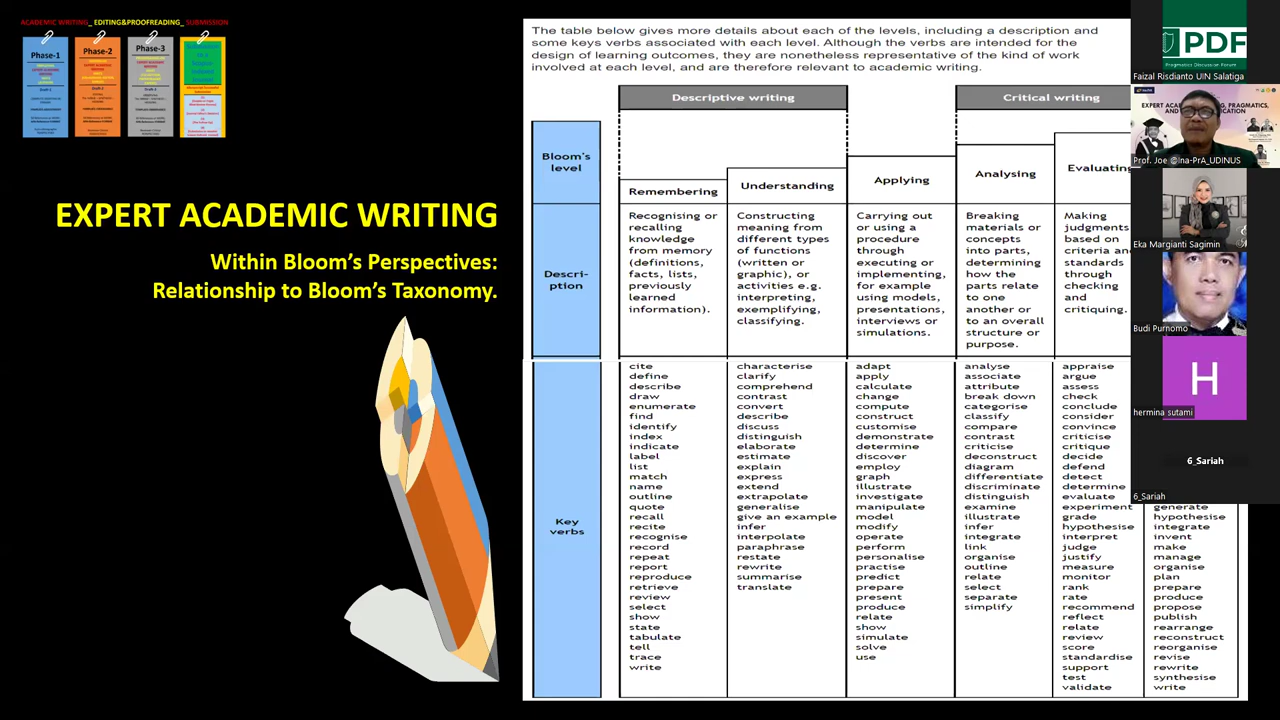 ACADEMIC WRITING_ EDITING&PROOFREADING_ SUBMISSION
Phase-1
Phase-2
Phase-3
EXPERT ACADEMIC WRITING
Within Bloom's Perspectives:
Relationship to Bloom's Taxonomy.
The table below gives more details about each of the levels, including a description and
some keys verbs associated with each level. Although the verbs are intended for the
design of learning outcomes, they are nonetheless representative of the kind of work
involved at each level, and are therefore relevant to academic writing.
Descriptive writing
Critical writing
Bloom's
level
Remembering
Understanding
Applying
Analysing
Evaluating
Descri-
ption
Recognising or
recalling
knowledge
from memory
(definitions,
facts, lists,
previously
learned
information).
Constructing
meaning from
different types
of functions
(written or
graphic), or
activities e.g.
interpreting,
exemplifying,
classifying.
Carrying out
or using a
procedure
through
executing or
implementing,
for example
using models,
presentations,
interviews or
simulations.
Breaking
materials or
concepts
into parts,
determining
how the
parts relate
to one
another or
to an overall
structure or
purpose.
Making
judgments
based on
criteria and
standards
through
checking
and
critiquing.
Key
verbs
cite
define
describe
draw
enumerate
find
identify
index
indicate
label
list
match
name
outline
quote
recall
recite
recognise
record
repeat
report
reproduce
retrieve
review
select
show
state
tabulate
tell
trace
write
characterise
clarify
comprehend
contrast
convert
describe
discuss
distinguish
elaborate
estimate
explain
express
extend
extrapolate
generalise
give an example
infer
interpolate
paraphrase
restate
rewrite
summarise
translate
adapt
apply
calculate
change
compute
construct
customise
demonstrate
determine
discover
employ
graph
illustrate
investigate
manipulate
model
modify
operate
perform
personalise
practise
predict
prepare
present
produce
relate
show
simulate
solve
use
analyse
associate
attribute
break down
categorise
classify
compare
contrast
criticise
deconstruct
diagram
differentiate
discriminate
distinguish
examine
illustrate
infer
integrate
link
organise
outline
relate
select
separate
simplify
appraise
argue
assess
check
conclude
consider
convince
criticise
critique
decide
defend
detect
determine
evaluate
experiment
grade
hypothesise
interpret
judge
justify
measure
monitor
rank
rate
recommend
reflect
relate
review
score
standardise
support
test
validate
generate
hypothesise
integrate
invent
make
manage
organise
plan
prepare
produce
propose
publish
rearrange
reconstruct
reorganise
revise
rewrite
synthesise
write
PDF
Pragmatics Discussion Forum
Faizal Risdianto UIN Salatiga
Prof. Joe @Ina-PrA_UDINUS
Eka Margianti Sagimin
Budi Purnomo
H
hermina sutami
6_Sariah
6_Sariah